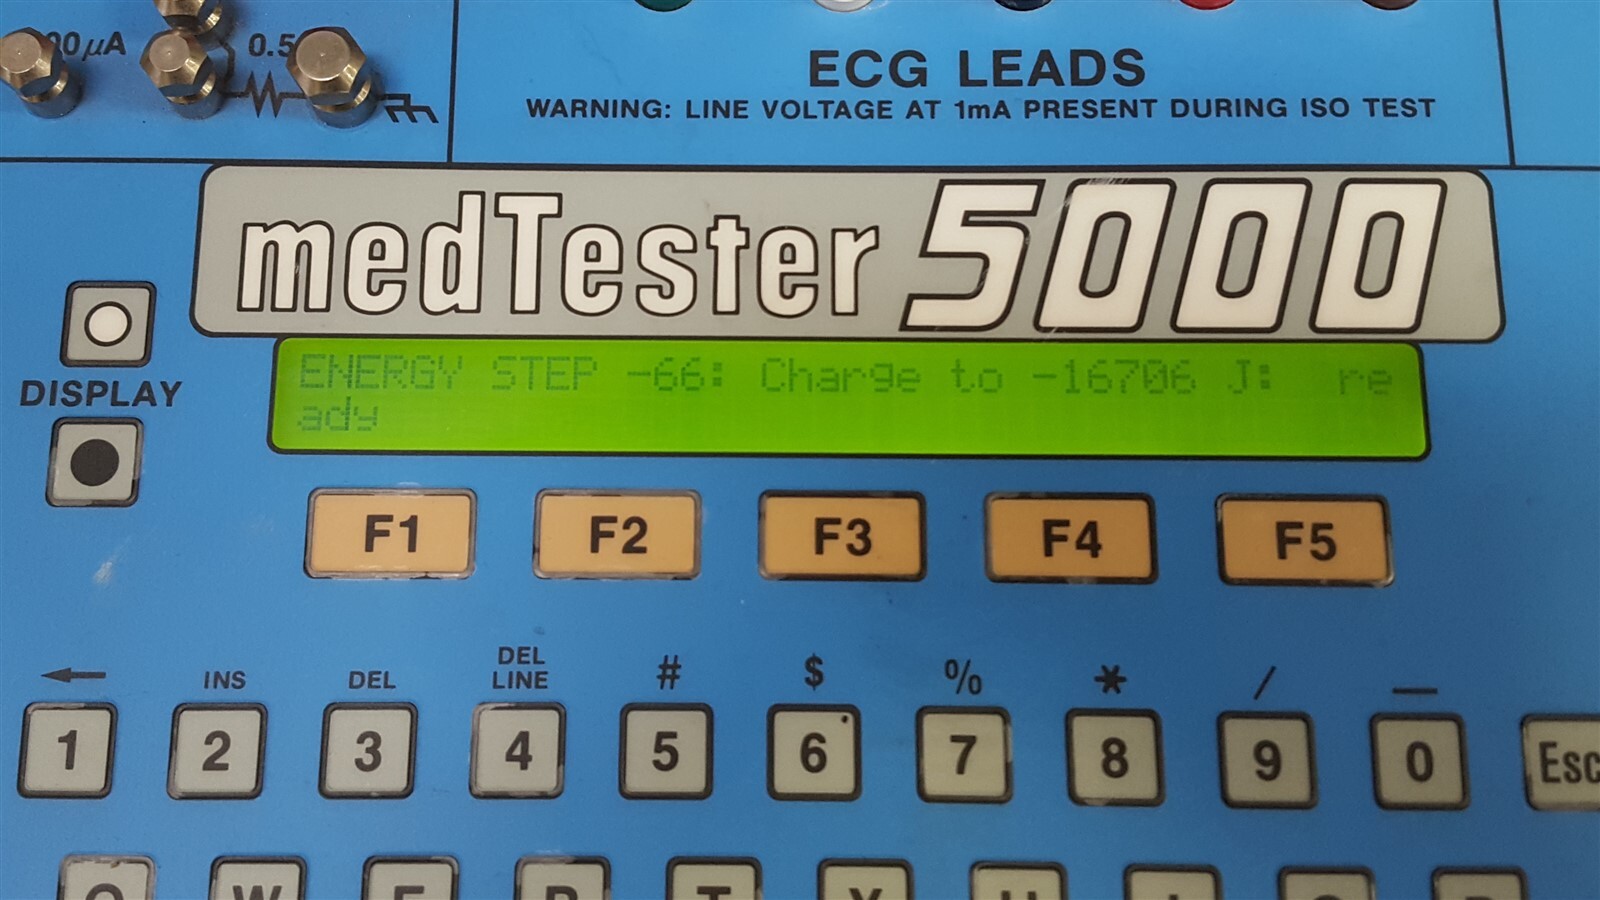 00µA
0.5
ECG LEADS
WARNING: LINE VOLTAGE AT 1mA PRESENT DURING ISO TEST
medTester 5000
DISPLAY
ENERGY STEP -66: Charge to -16706 J: re
ady
F1 F2 F3 F4 F5
INS DEL DEL LINE # $ % * / —
1 2 3 4 5 6 7 8 9 0 Esc
W T